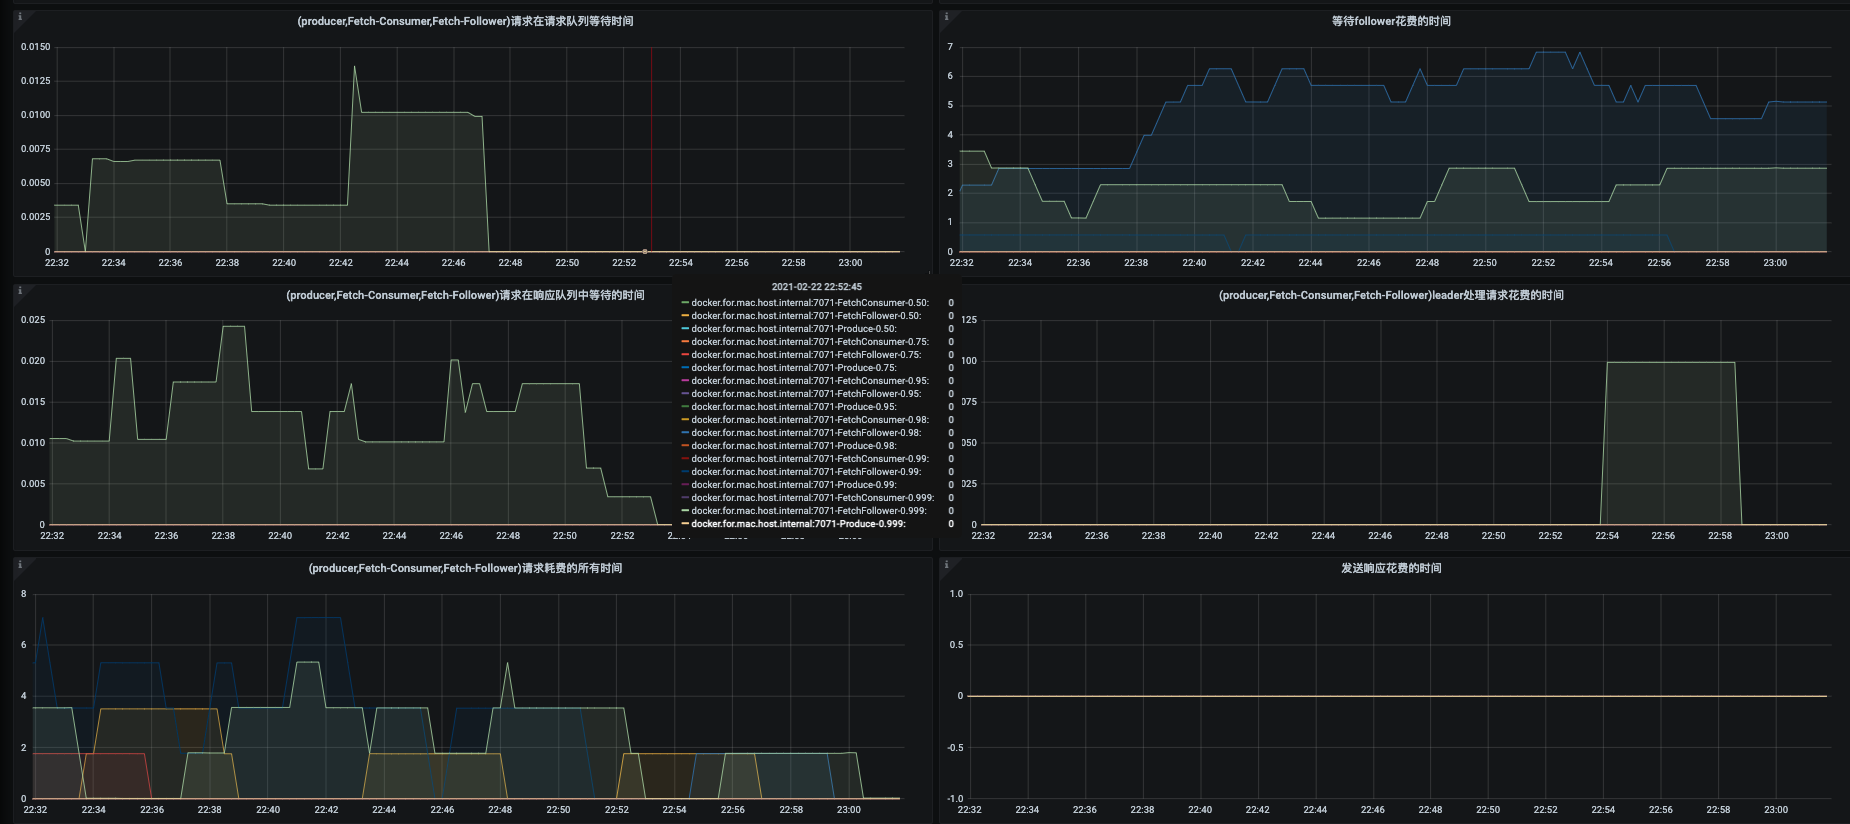 (producer,Fetch-Consumer,Fetch-Follower)请求在请求队列等待时间
0.0150
0.0125
0.0100
0.0075
0.0050
0.0025
0
22:32 22:34 22:36 22:38 22:40 22:42 22:44 22:46 22:48 22:50 22:52 22:54 22:56 22:58 23:00
等待follower花费的时间
7
6
5
4
3
2
1
0
22:32 22:34 22:36 22:38 22:40 22:42 22:44 22:46 22:48 22:50 22:52 22:54 22:56 22:58 23:00
(producer,Fetch-Consumer,Fetch-Follower)请求在响应队列中等待的时间
0.025
0.020
0.015
0.010
0.005
0
22:32 22:34 22:36 22:38 22:40 22:42 22:44 22:46 22:48 22:50 22:52
2021-02-22 22:52:45
docker.for.mac.host.internal:7071-FetchConsumer-0.50: 0
docker.for.mac.host.internal:7071-FetchFollower-0.50: 0
docker.for.mac.host.internal:7071-Produce-0.50: 0
docker.for.mac.host.internal:7071-FetchConsumer-0.75: 0
docker.for.mac.host.internal:7071-FetchFollower-0.75: 0
docker.for.mac.host.internal:7071-Produce-0.75: 0
docker.for.mac.host.internal:7071-FetchConsumer-0.95: 0
docker.for.mac.host.internal:7071-FetchFollower-0.95: 0
docker.for.mac.host.internal:7071-Produce-0.95: 0
docker.for.mac.host.internal:7071-FetchConsumer-0.98: 0
docker.for.mac.host.internal:7071-FetchFollower-0.98: 0
docker.for.mac.host.internal:7071-Produce-0.98: 0
docker.for.mac.host.internal:7071-FetchConsumer-0.99: 0
docker.for.mac.host.internal:7071-FetchFollower-0.99: 0
docker.for.mac.host.internal:7071-Produce-0.99: 0
docker.for.mac.host.internal:7071-FetchConsumer-0.999: 0
docker.for.mac.host.internal:7071-FetchFollower-0.999: 0
docker.for.mac.host.internal:7071-Produce-0.999: 0
(producer,Fetch-Consumer,Fetch-Follower)leader处理请求花费的时间
125
100
075
050
025
0
22:32 22:34 22:36 22:38 22:40 22:42 22:44 22:46 22:48 22:50 22:52 22:54 22:56 22:58 23:00
(producer,Fetch-Consumer,Fetch-Follower)请求耗费的所有时间
8
6
4
2
0
22:32 22:34 22:36 22:38 22:40 22:42 22:44 22:46 22:48 22:50 22:52 22:54 22:56 22:58 23:00
发送响应花费的时间
1.0
0.5
0
-0.5
-1.0
22:32 22:34 22:36 22:38 22:40 22:42 22:44 22:46 22:48 22:50 22:52 22:54 22:56 22:58 23:00